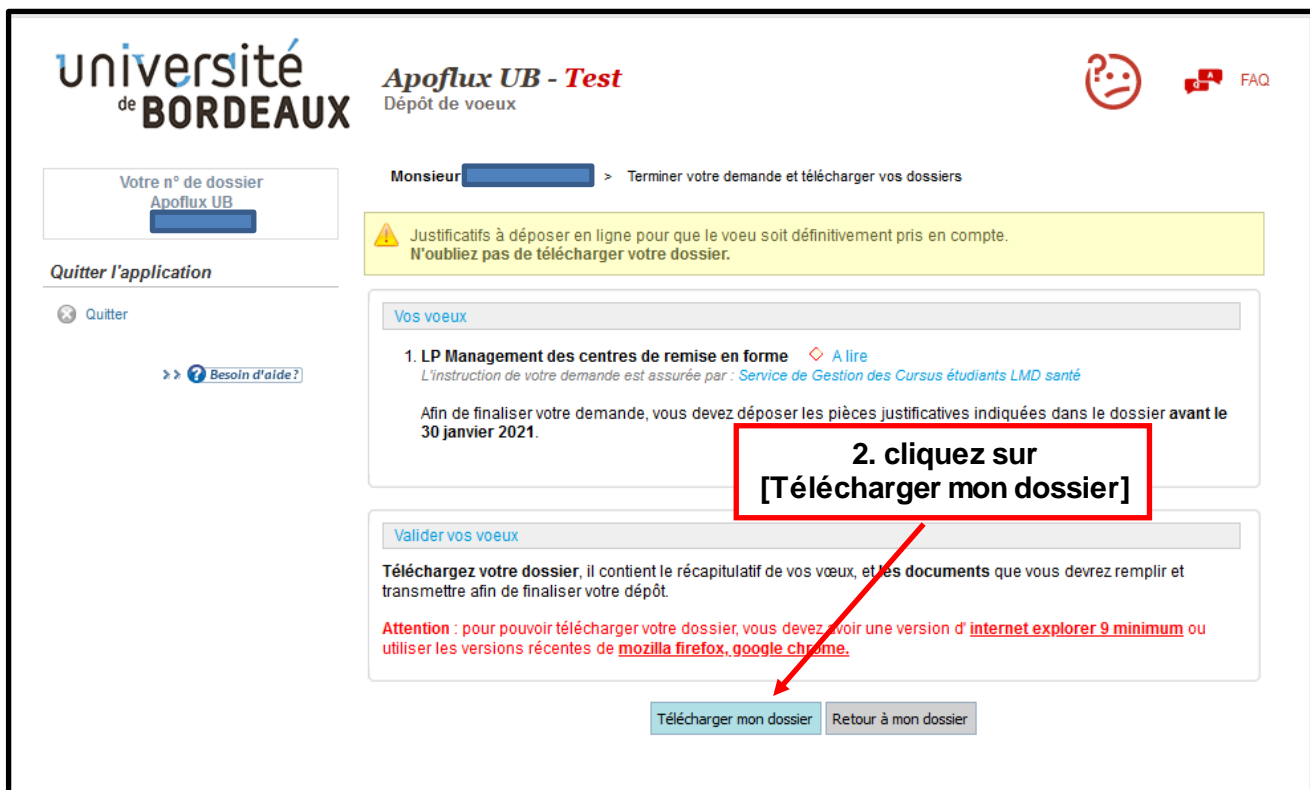 université
de BORDEAUX
Apoflux UB - Test
Dépôt de voeux
FAQ
Votre n° de dossier
Apoflux UB
Quitter l'application
Quitter
>> ? Besoin d'aide?
Monsieur > Terminer votre demande et télécharger vos dossiers
Justificatifs à déposer en ligne pour que le voeu soit définitivement pris en compte.
N'oubliez pas de télécharger votre dossier.
Vos voeux
1. LP Management des centres de remise en forme A lire
L'instruction de votre demande est assurée par : Service de Gestion des Cursus étudiants LMD santé
Afin de finaliser votre demande, vous devez déposer les pièces justificatives indiquées dans le dossier avant le
30 janvier 2021.
2. cliquez sur
[Télécharger mon dossier]
Valider vos voeux
Téléchargez votre dossier, il contient le récapitulatif de vos vœux, et les documents que vous devrez remplir et
transmettre afin de finaliser votre dépôt.
Attention : pour pouvoir télécharger votre dossier, vous devez avoir une version d' internet explorer 9 minimum ou
utiliser les versions récentes de mozilla firefox, google chrome.
Télécharger mon dossier
Retour à mon dossier